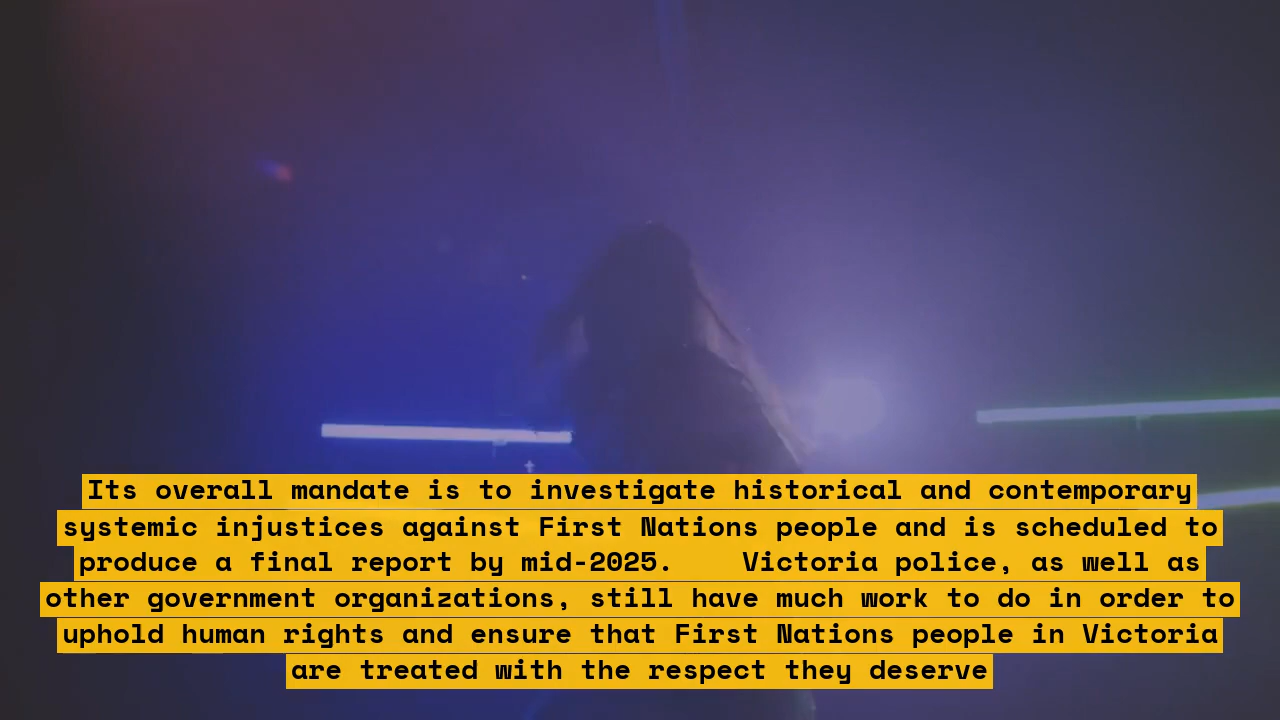 Its overall mandate is to investigate historical and contemporary
systemic injustices against First Nations people and is scheduled to
produce a final report by mid-2025.    Victoria police, as well as
other government organizations, still have much work to do in order to
uphold human rights and ensure that First Nations people in Victoria
are treated with the respect they deserve